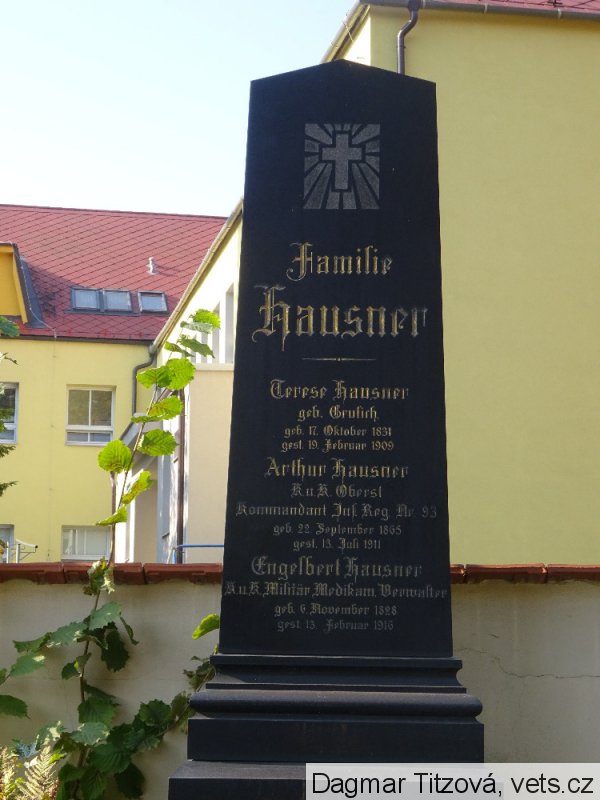 Familie
Hausner
Terese Hausner
geb. Grusich
geb. 17. Oktober 1831
gest. 19. Februar 1909
Arthur Hausner
K.u.K. Oberst
Kommandant Inf. Reg. Nr. 93
geb. 22. September 1865
gest. 13. Juli 1911
Engelbert Hausner
K.u.K. Militär Medikam. Verwalter
geb. 6. November 1828
gest. 13. Februar 1916
Dagmar Titzová, vets.cz